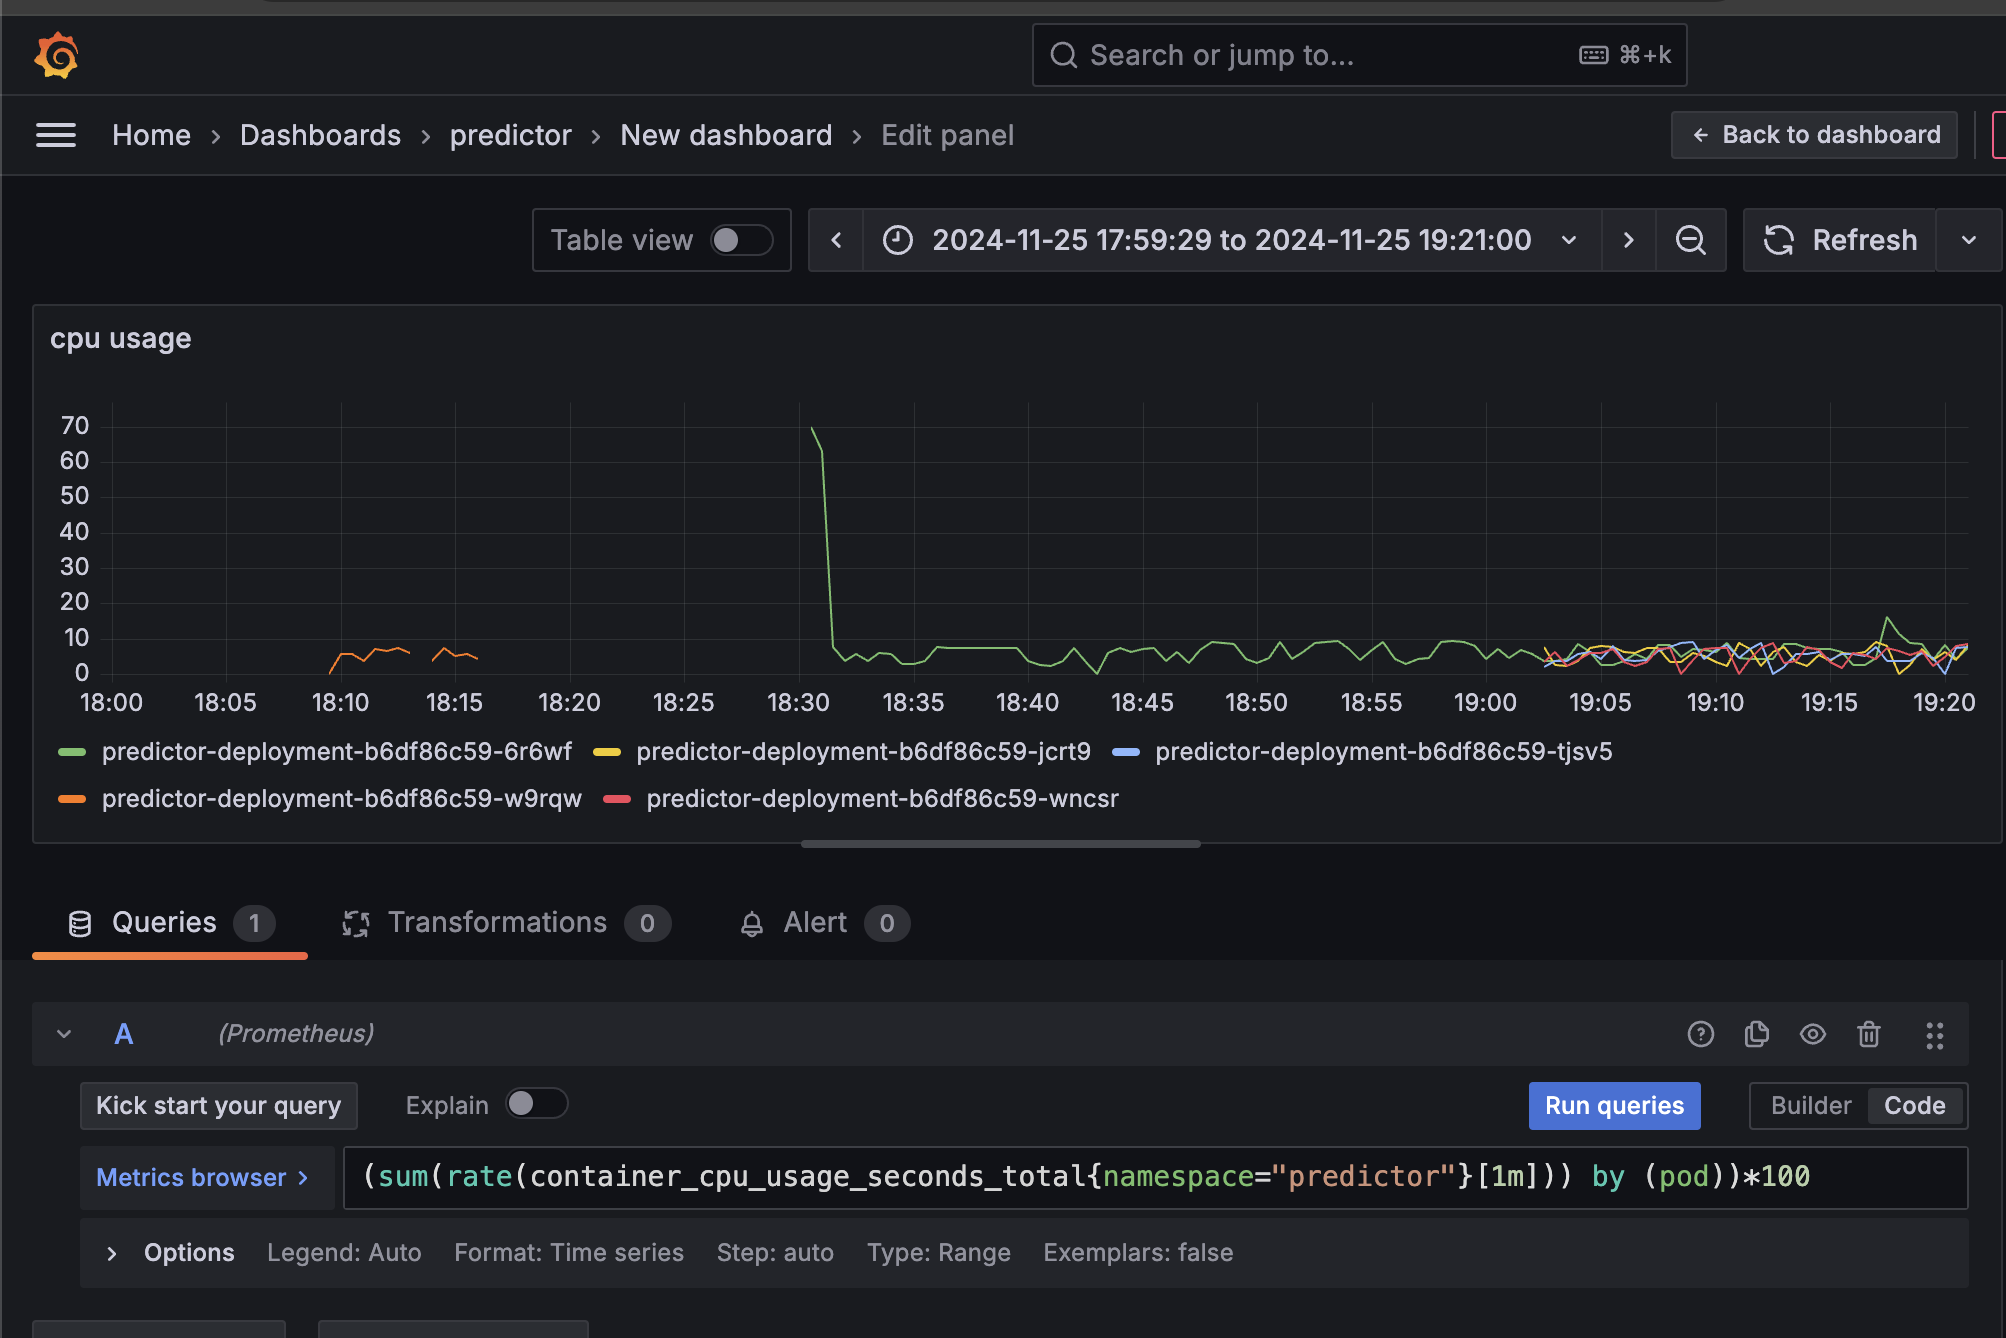 Search or jump to... ⌘+k
Home › Dashboards › predictor › New dashboard › Edit panel
← Back to dashboard
Table view
2024-11-25 17:59:29 to 2024-11-25 19:21:00
Refresh
cpu usage
70
60
50
40
30
20
10
0
18:00 18:05 18:10 18:15 18:20 18:25 18:30 18:35 18:40 18:45 18:50 18:55 19:00 19:05 19:10 19:15 19:20
predictor-deployment-b6df86c59-6r6wf predictor-deployment-b6df86c59-jcrt9 predictor-deployment-b6df86c59-tjsv5
predictor-deployment-b6df86c59-w9rqw predictor-deployment-b6df86c59-wncsr
Queries 1 Transformations 0 Alert 0
A (Prometheus)
Kick start your query Explain Run queries Builder Code
Metrics browser › (sum(rate(container_cpu_usage_seconds_total{namespace="predictor"}[1m])) by (pod))*100
Options Legend: Auto Format: Time series Step: auto Type: Range Exemplars: false